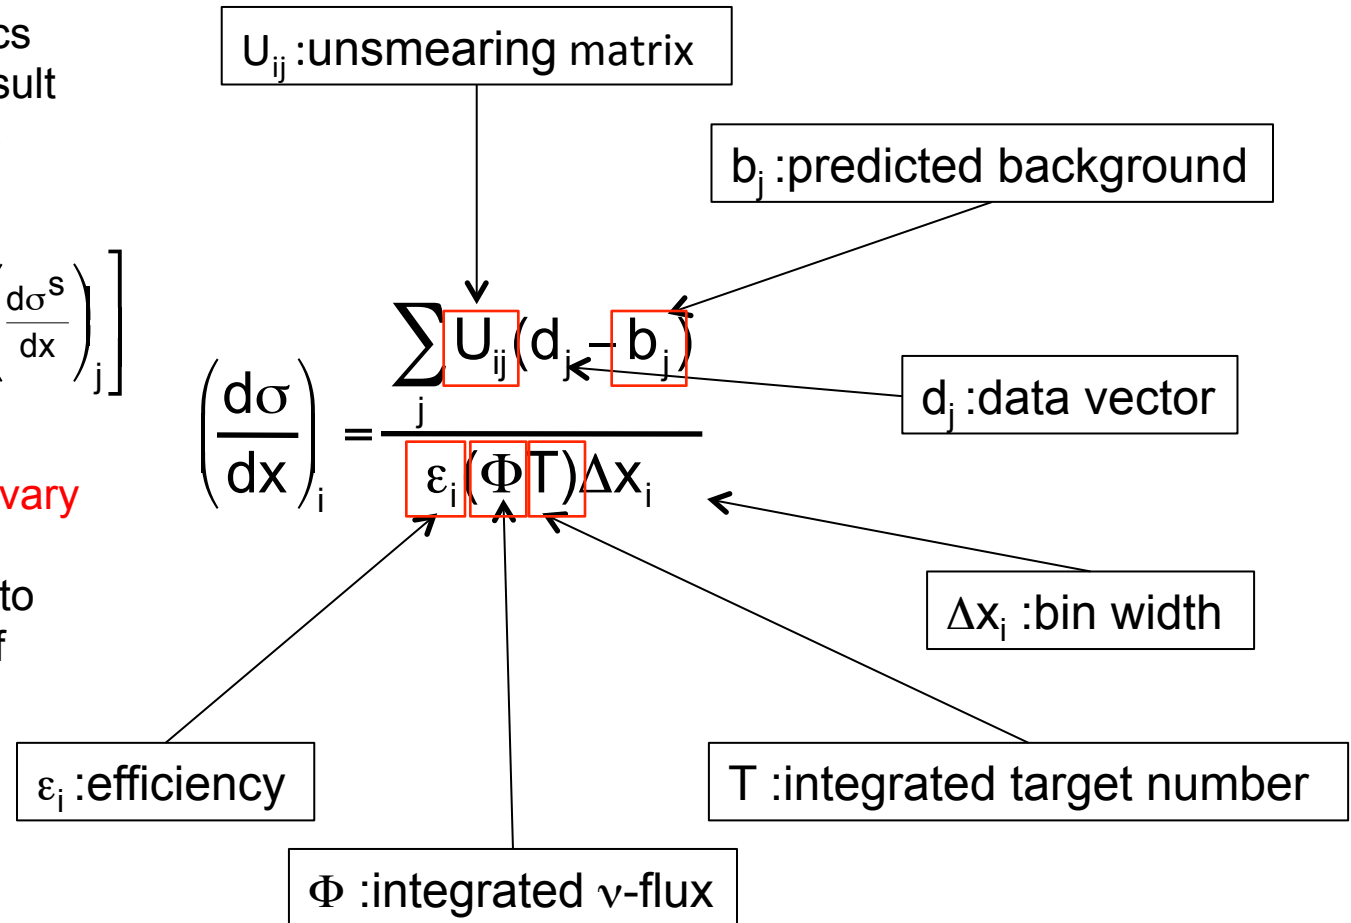 cs
sult
U_ij :unsmearing matrix
b_j :predicted background
(dσ^s/dx)_j ]
(dσ/dx)_i = ∑_j U_ij(d_j – b_j) / ε_i(ΦT)Δx_i
d_j :data vector
vary
to
f
Δx_i :bin width
ε_i :efficiency
T :integrated target number
Φ :integrated ν-flux